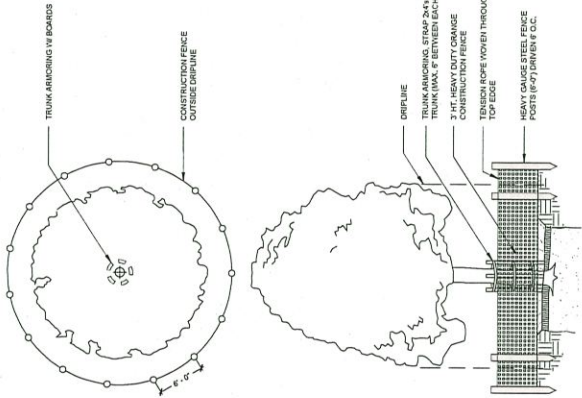 TRUNK ARMORING W/ BOARDS
CONSTRUCTION FENCE
OUTSIDE DRIPLINE
6'-0"
DRIPLINE
TRUNK ARMORING, STRAP 2x4's
TRUNK (MAX. 6" BETWEEN EACH
3' HT. HEAVY DUTY ORANGE
CONSTRUCTION FENCE
TENSION ROPE WOVEN THROUG
TOP EDGE
HEAVY GAUGE STEEL FENCE
POSTS (6'-0") DRIVEN 6' O.C.